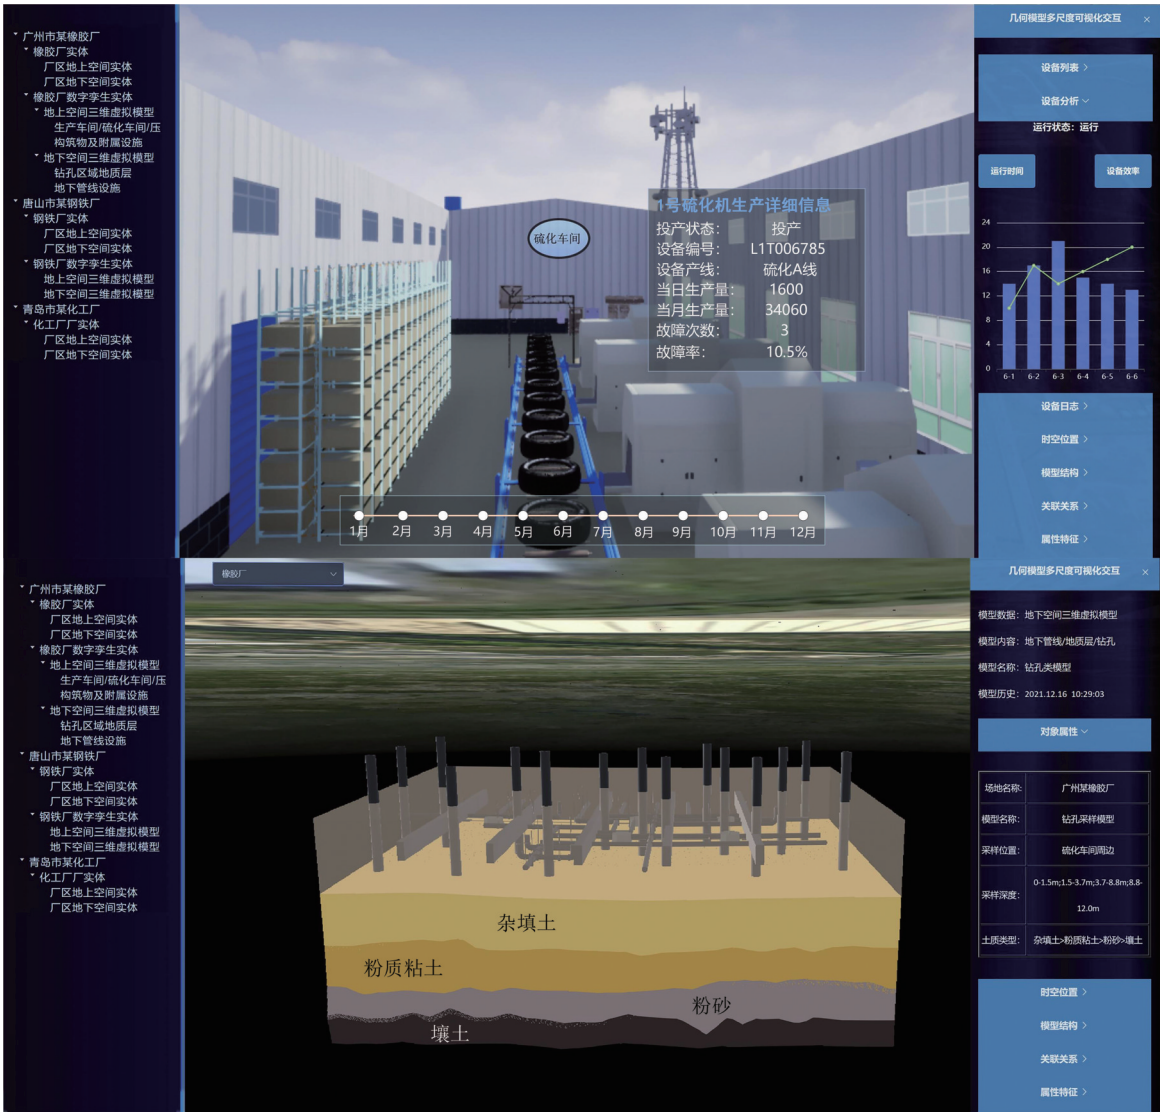 广州市某橡胶厂
橡胶厂实体
厂区地上空间实体
厂区地下空间实体
橡胶厂数字孪生实体
地上空间三维虚拟模型
生产车间/硫化车间/压
构筑物及附属设施
地下空间三维虚拟模型
钻孔区域地质层
地下管线设施
唐山市某钢铁厂
钢铁厂实体
厂区地上空间实体
厂区地下空间实体
钢铁厂数字孪生实体
地上空间三维虚拟模型
地下空间三维虚拟模型
青岛市某化工厂
化工厂厂实体
厂区地上空间实体
厂区地下空间实体
硫化车间
1号硫化机生产详细信息
投产状态： 投产
设备编号： L1T006785
设备产线： 硫化A线
当日生产量： 1600
当月生产量： 34060
故障次数： 3
故障率： 10.5%
1月 2月 3月 4月 5月 6月 7月 8月 9月 10月 11月 12月
几何模型多尺度可视化交互 ×
设备列表 >
设备分析
运行状态：运行
运行时间 设备效率
24
20
16
12
8
4
0
6-1 6-2 6-3 6-4 6-5 6-6
设备日志 >
时空位置 >
模型结构 >
关联关系 >
属性特征 >
广州市某橡胶厂
橡胶厂实体
厂区地上空间实体
厂区地下空间实体
橡胶厂数字孪生实体
地上空间三维虚拟模型
生产车间/硫化车间/压
构筑物及附属设施
地下空间三维虚拟模型
钻孔区域地质层
地下管线设施
唐山市某钢铁厂
钢铁厂实体
厂区地上空间实体
厂区地下空间实体
钢铁厂数字孪生实体
地上空间三维虚拟模型
地下空间三维虚拟模型
青岛市某化工厂
化工厂厂实体
厂区地上空间实体
厂区地下空间实体
橡胶厂
杂填土
粉质粘土
粉砂
壤土
几何模型多尺度可视化交互 ×
模型数据：地下空间三维虚拟模型
模型内容：地下管线/地质层/钻孔
模型名称：钻孔类模型
模型历史：2021.12.16 10:29:03
对象属性
场地名称： 广州某橡胶厂
模型名称： 钻孔采样模型
采样位置： 硫化车间周边
采样深度： 0-1.5m;1.5-3.7m;3.7-8.8m;8.8-
12.0m
土质类型： 杂填土>粉质粘土>粉砂>壤土
时空位置 >
模型结构 >
关联关系 >
属性特征 >